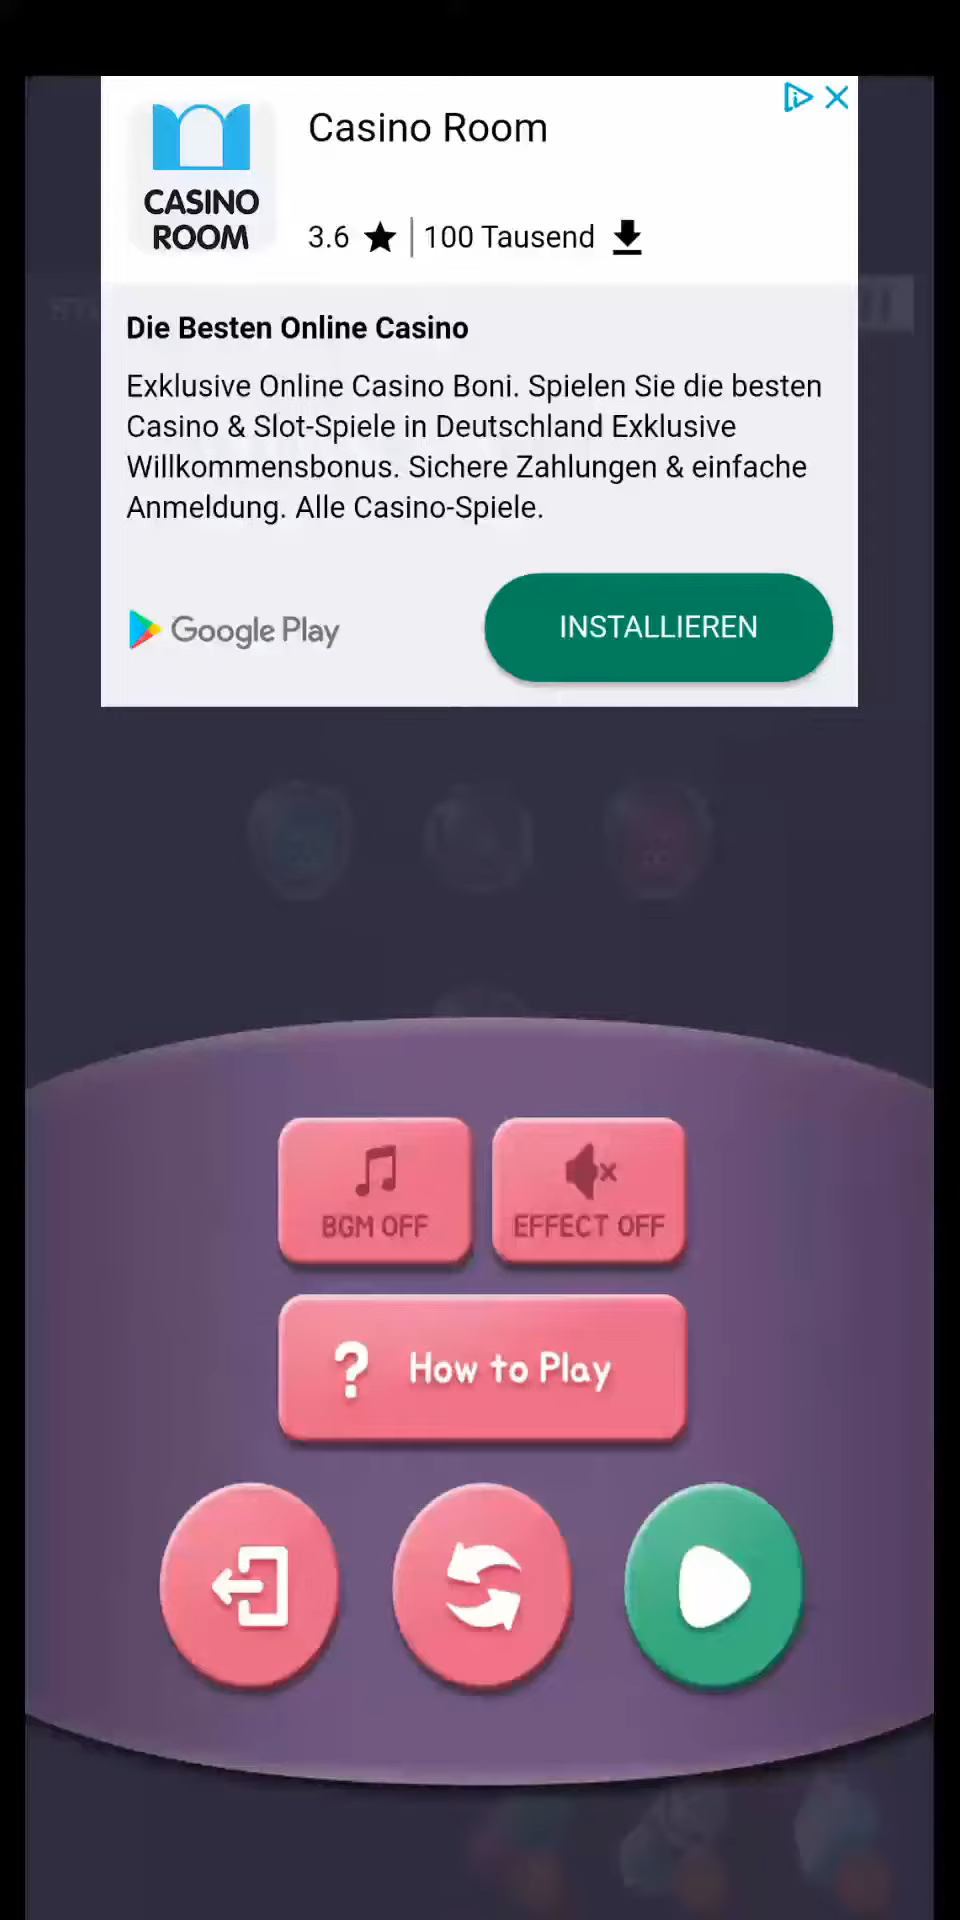 Casino Room
CASINO
ROOM
3.6 ★ | 100 Tausend
Die Besten Online Casino
Exklusive Online Casino Boni. Spielen Sie die besten
Casino & Slot-Spiele in Deutschland Exklusive
Willkommensbonus. Sichere Zahlungen & einfache
Anmeldung. Alle Casino-Spiele.
Google Play
INSTALLIEREN
BGM OFF
EFFECT OFF
? How to Play